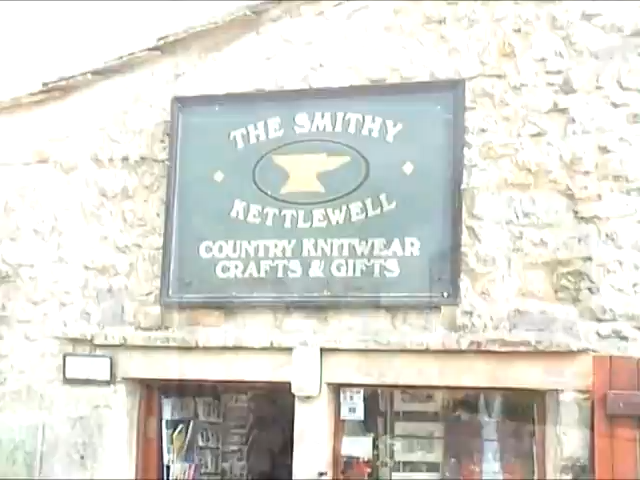 THE SMITHY
KETTLEWELL
COUNTRY KNITWEAR
CRAFTS & GIFTS